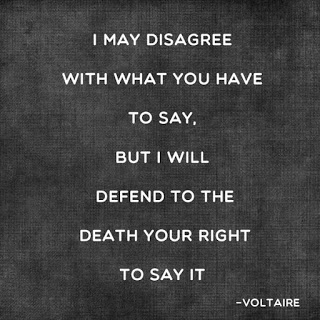 I MAY DISAGREE
WITH WHAT YOU HAVE
TO SAY,
BUT I WILL
DEFEND TO THE
DEATH YOUR RIGHT
TO SAY IT
-VOLTAIRE